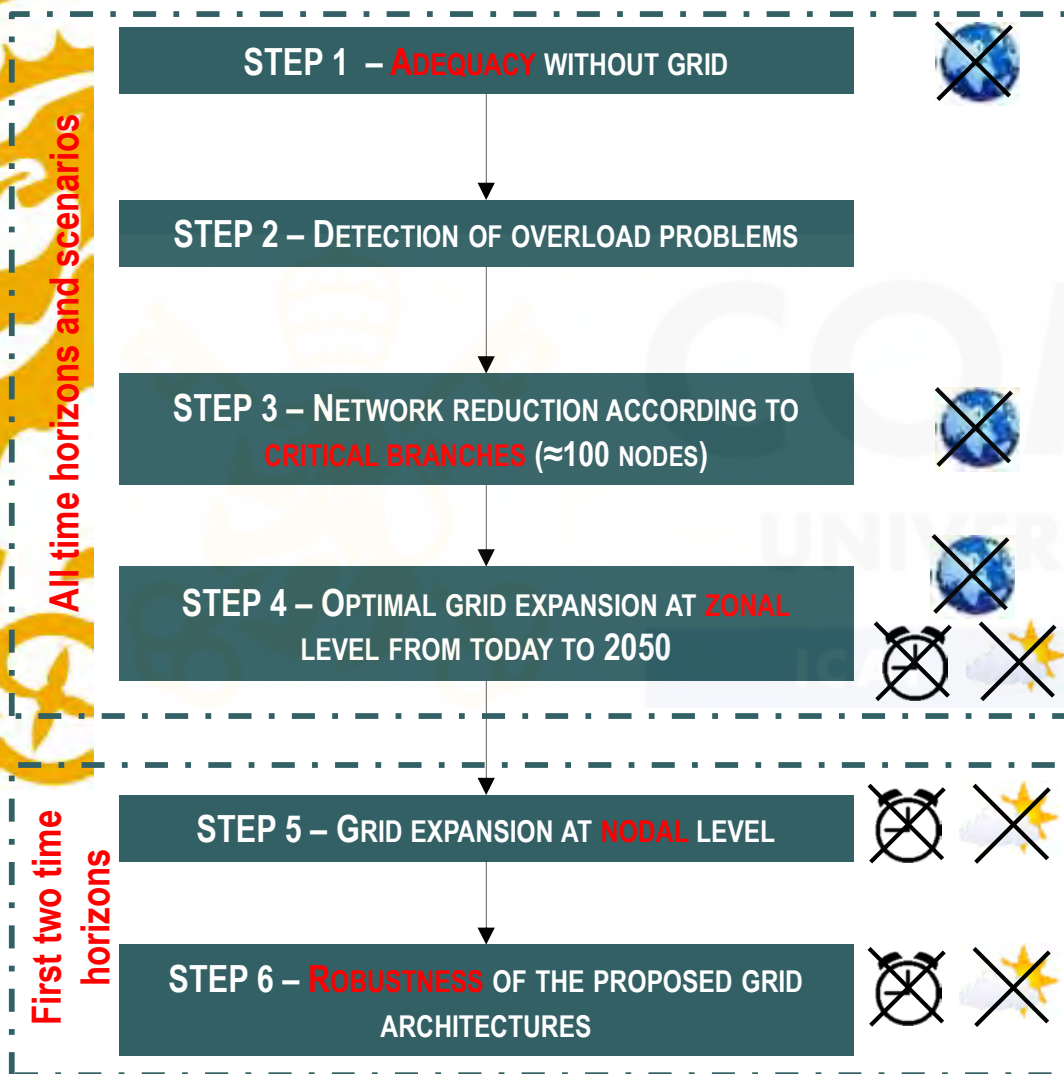 STEP 1 – ADEQUACY WITHOUT GRID
All time horizons and scenarios
STEP 2 – DETECTION OF OVERLOAD PROBLEMS
STEP 3 – NETWORK REDUCTION ACCORDING TO
CRITICAL BRANCHES (≈100 NODES)
STEP 4 – OPTIMAL GRID EXPANSION AT ZONAL
LEVEL FROM TODAY TO 2050
First two time
horizons
STEP 5 – GRID EXPANSION AT NODAL LEVEL
STEP 6 – ROBUSTNESS OF THE PROPOSED GRID
ARCHITECTURES